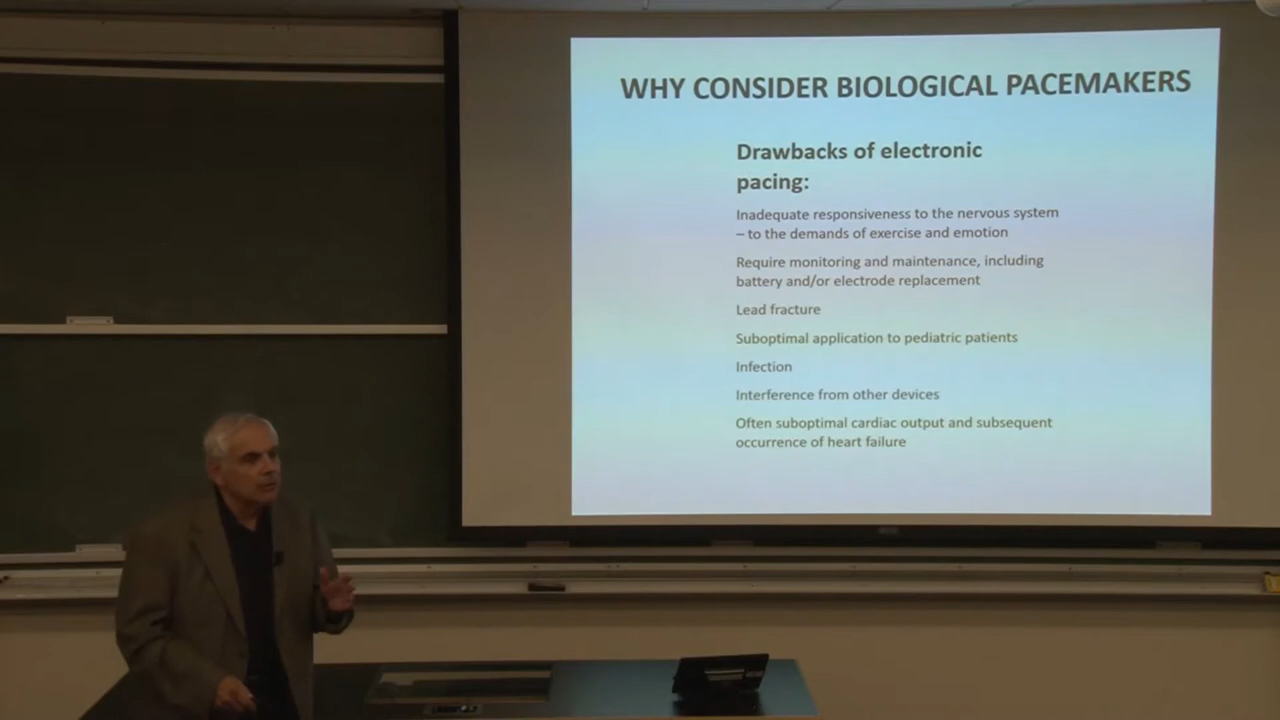 WHY CONSIDER BIOLOGICAL PACEMAKERS
Drawbacks of electronic
pacing:
Inadequate responsiveness to the nervous system
– to the demands of exercise and emotion
Require monitoring and maintenance, including
battery and/or electrode replacement
Lead fracture
Suboptimal application to pediatric patients
Infection
Interference from other devices
Often suboptimal cardiac output and subsequent
occurrence of heart failure